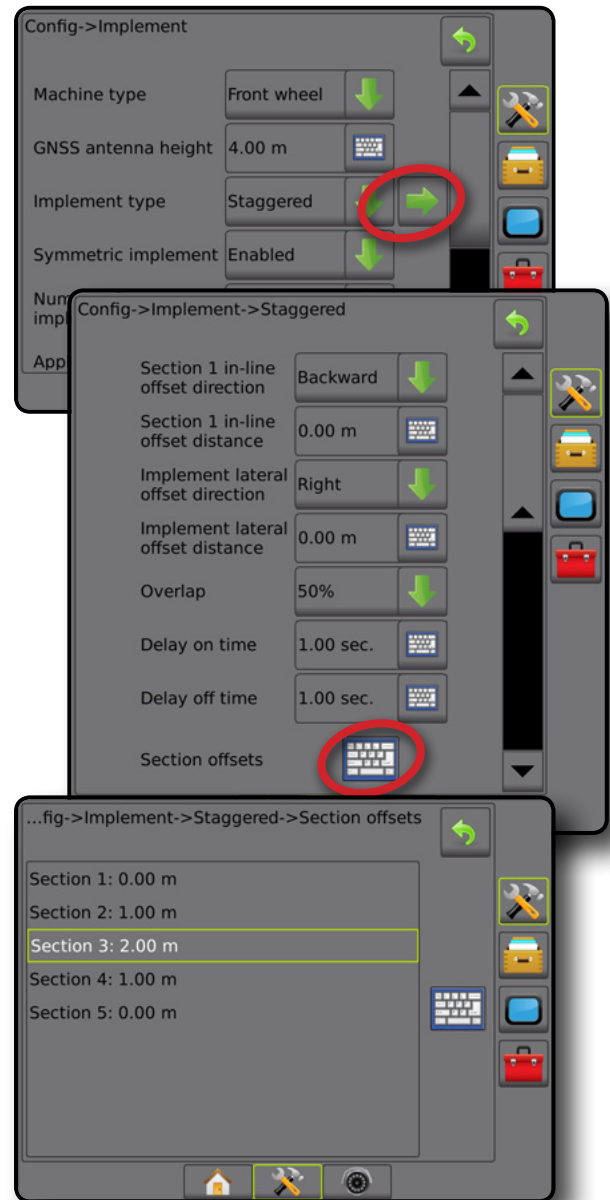 Config->Implement
Machine type Front wheel
GNSS antenna height 4.00 m
Implement type Staggered
Symmetric implement Enabled
Num
impl
App
Config->Implement->Staggered
Section 1 in-line
offset direction Backward
Section 1 in-line
offset distance 0.00 m
Implement lateral
offset direction Right
Implement lateral
offset distance 0.00 m
Overlap 50%
Delay on time 1.00 sec.
Delay off time 1.00 sec.
Section offsets
...fig->Implement->Staggered->Section offsets
Section 1: 0.00 m
Section 2: 1.00 m
Section 3: 2.00 m
Section 4: 1.00 m
Section 5: 0.00 m